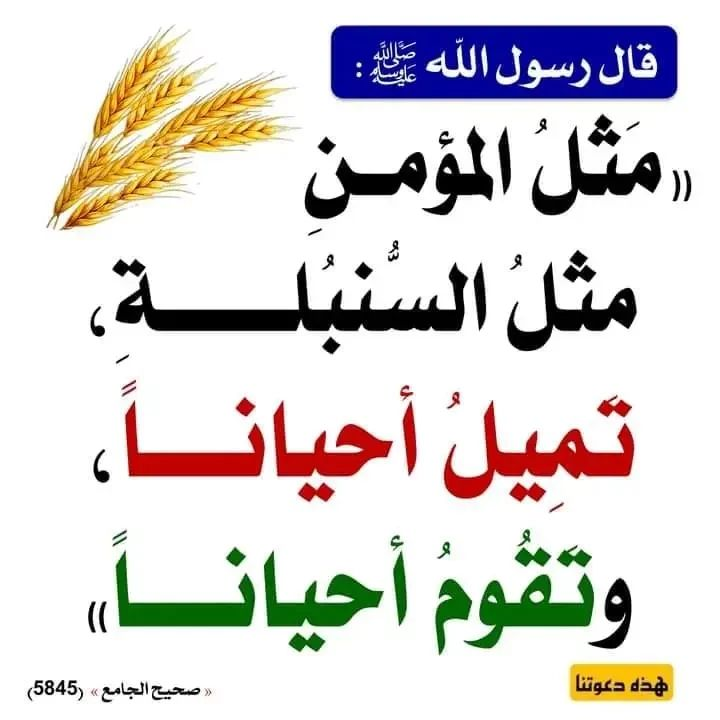 قال رسول الله ﷺ :
«مَثلُ المؤمنِ
مثلُ السُّنبُلةِ،
تَمِيلُ أحياناً،
وتَقُومُ أحياناً»
هذه دعوتنا
« صحيح الجامع » (5845)